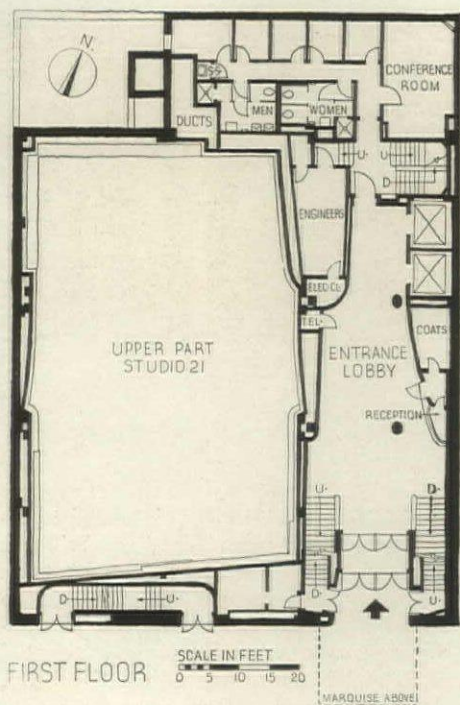 N.
CONFERENCE
ROOM
MEN
WOMEN
DUCTS
U.
U.
D
ENGINEERS
ELEC.CL.
TEL.
COATS
UPPER PART
STUDIO 21
ENTRANCE
LOBBY
RECEPTION
U.
D.
D
U.
D.
U.
FIRST FLOOR
SCALE IN FEET
0 5 10 15 20
MARQUISE ABOVE